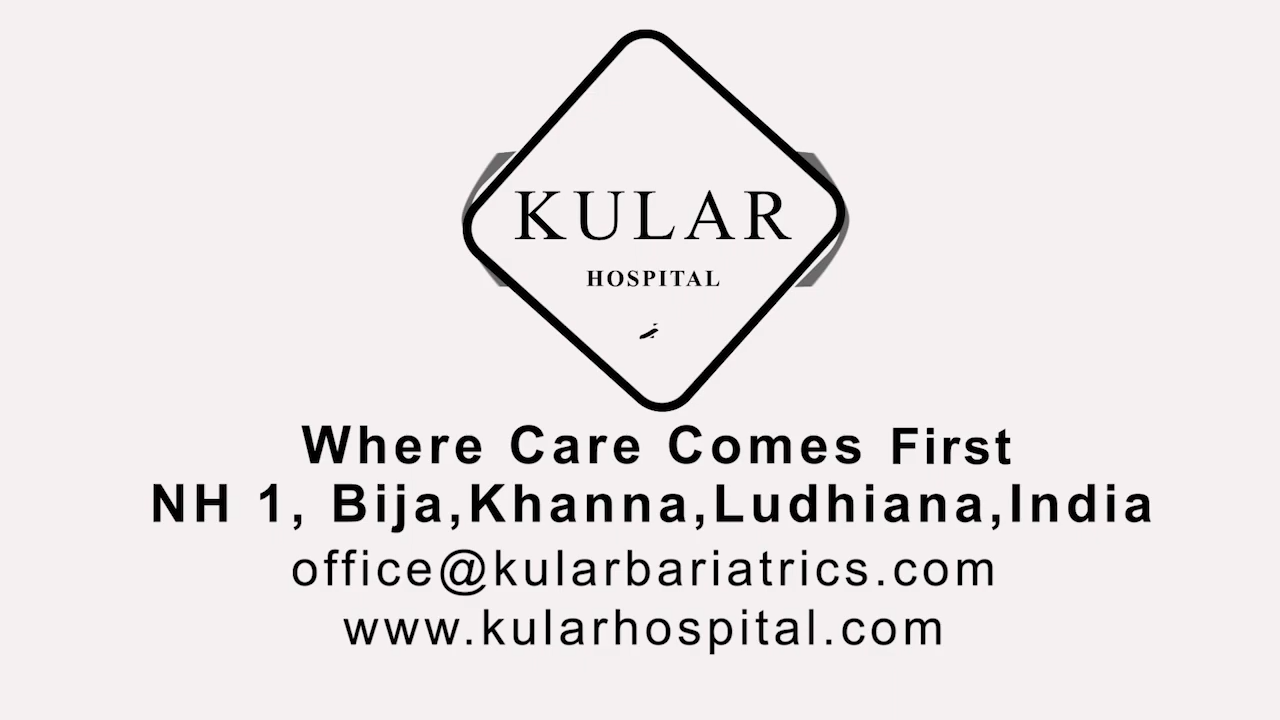 KULAR
HOSPITAL
Where Care Comes First
NH 1, Bija,Khanna,Ludhiana,India
office@kularbariatrics.com
www.kularhospital.com